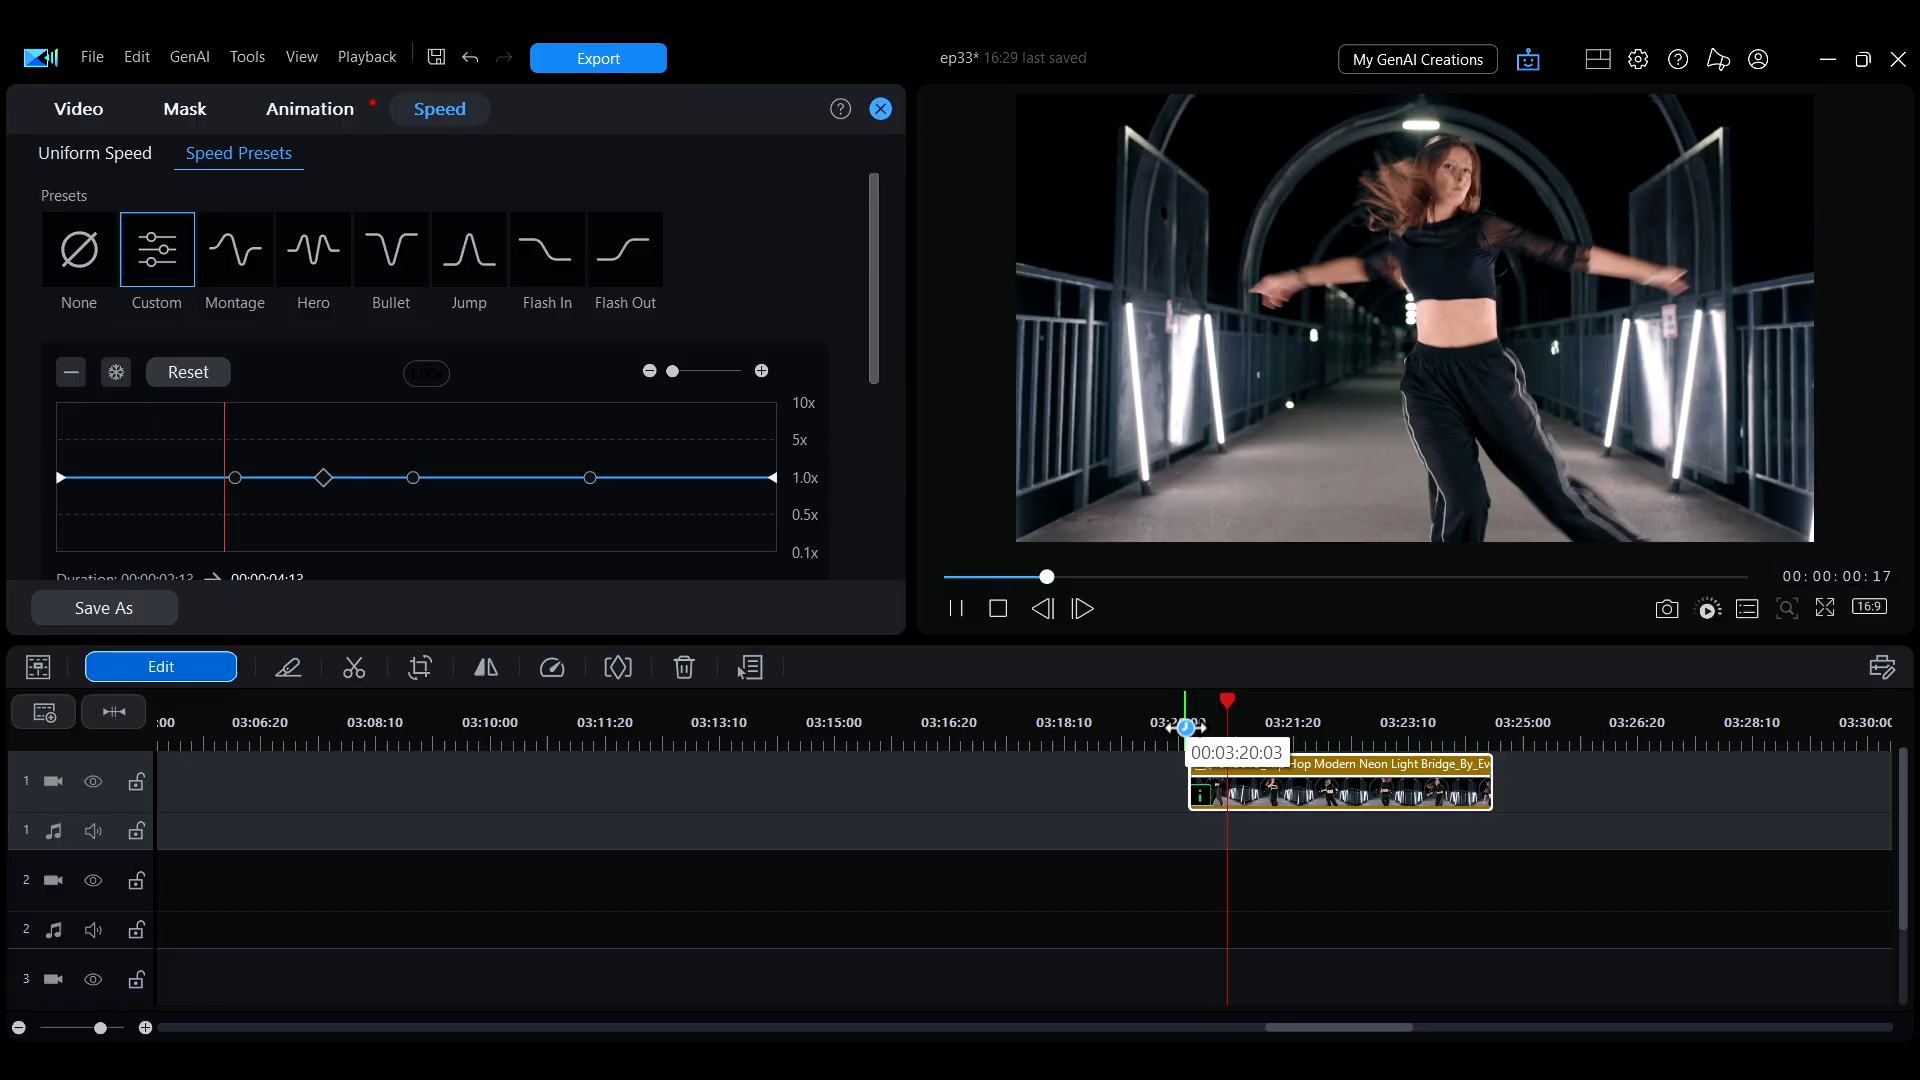 File Edit GenAI Tools View Playback Export ep33* 16:29 last saved My GenAI Creations
Video Mask Animation Speed
Uniform Speed Speed Presets
Presets
None Custom Montage Hero Bullet Jump Flash In Flash Out
Reset 1.00x
10x
5x
1.0x
0.5x
0.1x
Duration: 00:00:02:13 00:00:04:13
00:00:00:17
Save As
16:9
Edit
:00 03:06:20 03:08:10 03:10:00 03:11:20 03:13:10 03:15:00 03:16:20 03:18:10 03:21:20 03:23:10 03:25:00 03:26:20 03:28:10 03:30:00
00:03:20:03
Hop Modern Neon Light Bridge_By_Ev
1
1
2
2
3